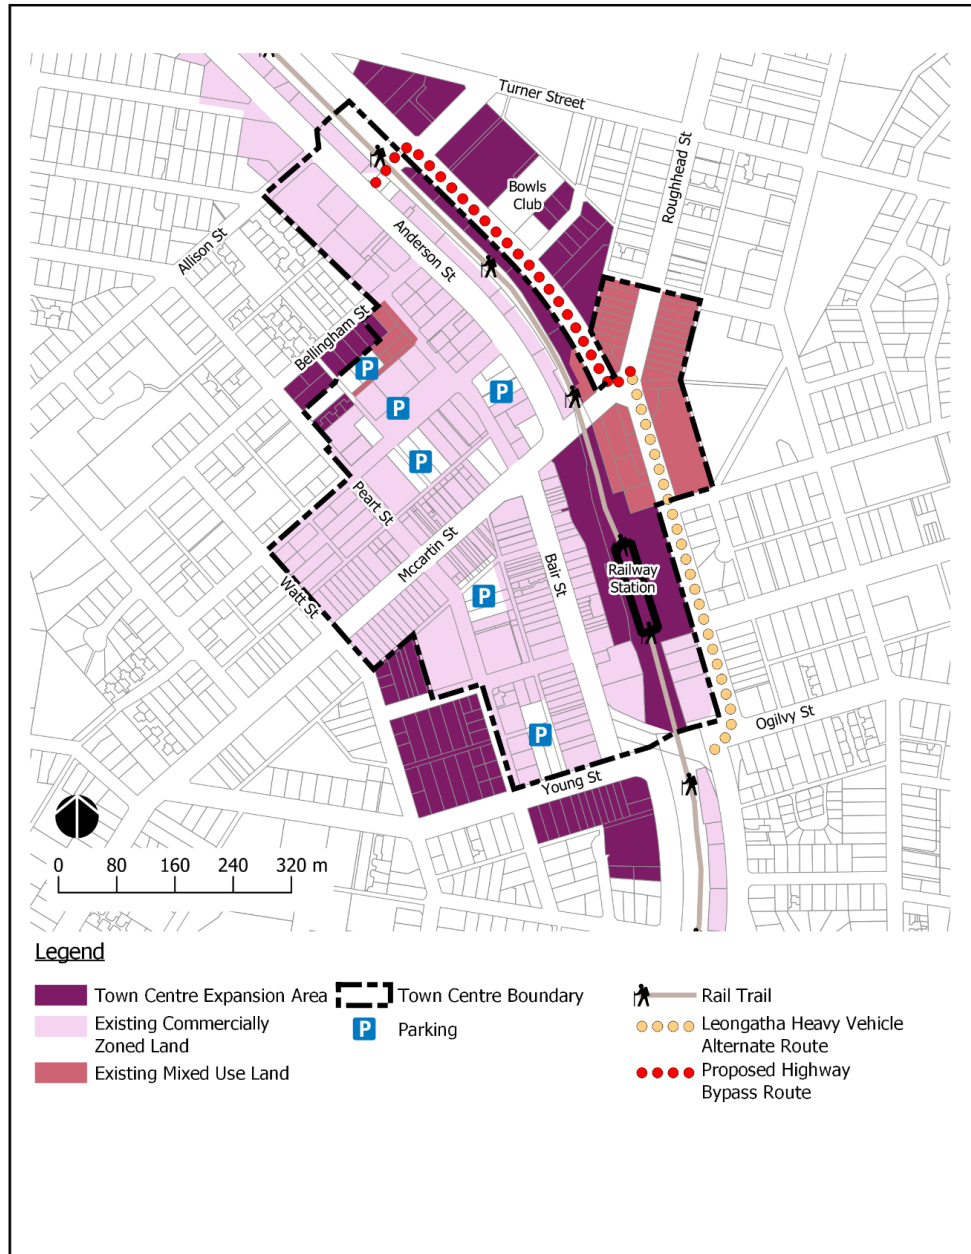 Turner Street
Roughhead St
Bowls
Club
Allison St
Anderson St
Bellingham St
P
P
P
P
Peart St
Mccartin St
Bair St
Railway
Station
P
Watt St
Ogilvy St
P
Young St
0 80 160 240 320 m
Legend
Town Centre Expansion Area
Existing Commercially
Zoned Land
Existing Mixed Use Land
Town Centre Boundary
P Parking
Rail Trail
Leongatha Heavy Vehicle
Alternate Route
Proposed Highway
Bypass Route